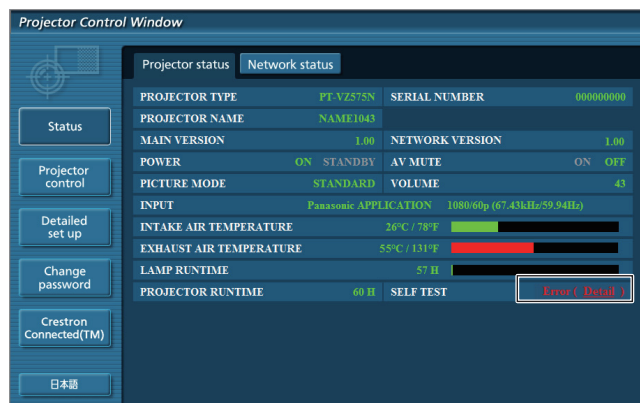 Projector Control Window
Projector status Network status
PROJECTOR TYPE PT-VZ575N SERIAL NUMBER 000000000
PROJECTOR NAME NAME1043
MAIN VERSION 1.00 NETWORK VERSION 1.00
POWER ON STANDBY AV MUTE ON OFF
PICTURE MODE STANDARD VOLUME 43
INPUT Panasonic APPLICATION 1080/60p (67.43kHz/59.94Hz)
INTAKE AIR TEMPERATURE 26°C / 78°F
EXHAUST AIR TEMPERATURE 55°C / 131°F
LAMP RUNTIME 57 H
PROJECTOR RUNTIME 60 H SELF TEST Error ( Detail )
Status
Projector
control
Detailed
set up
Change
password
Crestron
Connected(TM)
日本語